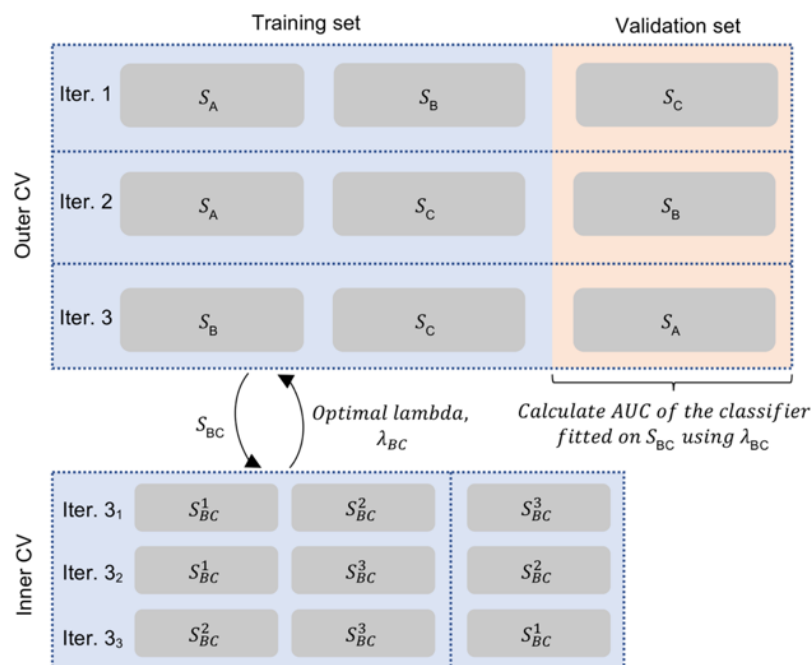 Training set
Validation set
Outer CV
Iter. 1
S_A
S_B
S_C
Iter. 2
S_A
S_C
S_B
Iter. 3
S_B
S_C
S_A
S_BC
Optimal lambda,
λ_BC
Calculate AUC of the classifier
fitted on S_BC using λ_BC
Inner CV
Iter. 3₁
S_BC^1
S_BC^2
S_BC^3
Iter. 3₂
S_BC^1
S_BC^3
S_BC^2
Iter. 3₃
S_BC^2
S_BC^3
S_BC^1